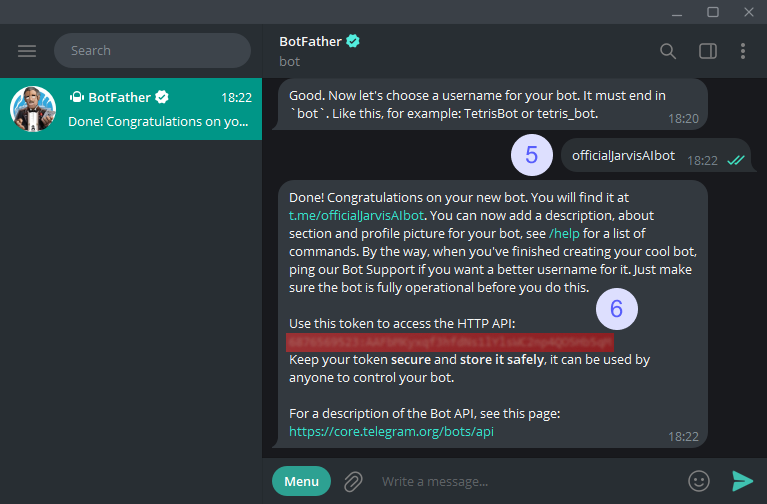 Search
BotFather
bot
BotFather 18:22
Done! Congratulations on yo...
Good. Now let's choose a username for your bot. It must end in
`bot`. Like this, for example: TetrisBot or tetris_bot.
18:20
5
officialJarvisAIbot 18:22
Done! Congratulations on your new bot. You will find it at
t.me/officialJarvisAIbot. You can now add a description, about
section and profile picture for your bot, see /help for a list of
commands. By the way, when you've finished creating your cool bot,
ping our Bot Support if you want a better username for it. Just make
sure the bot is fully operational before you do this.
6
Use this token to access the HTTP API:
Keep your token secure and store it safely, it can be used by
anyone to control your bot.
For a description of the Bot API, see this page:
https://core.telegram.org/bots/api
18:22
Menu
Write a message...